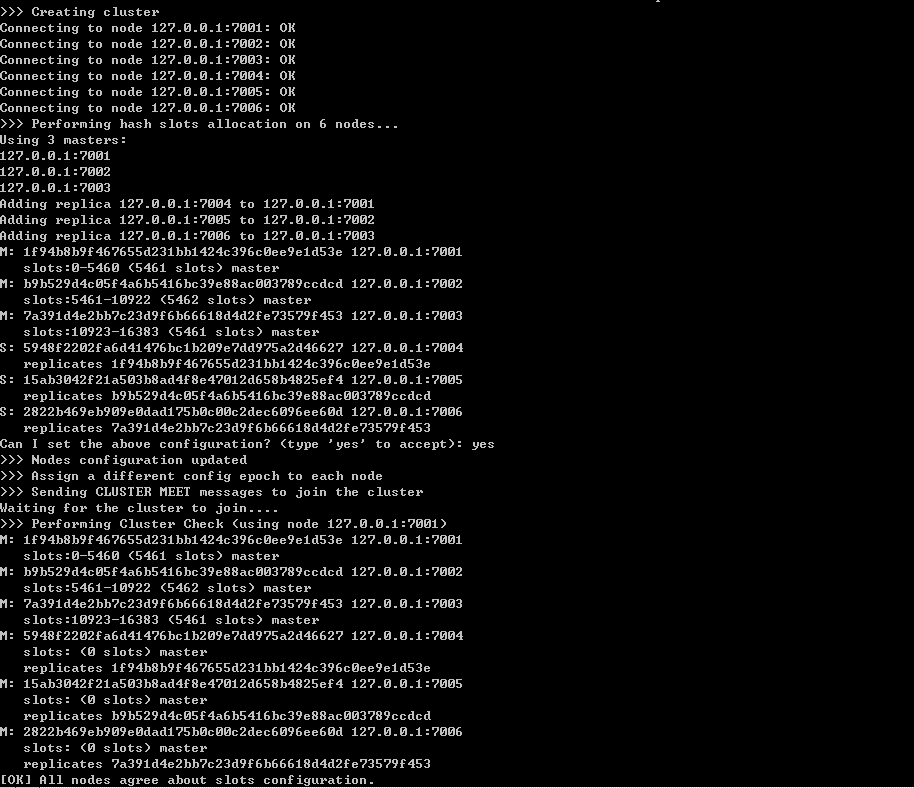 >>> Creating cluster
Connecting to node 127.0.0.1:7001: OK
Connecting to node 127.0.0.1:7002: OK
Connecting to node 127.0.0.1:7003: OK
Connecting to node 127.0.0.1:7004: OK
Connecting to node 127.0.0.1:7005: OK
Connecting to node 127.0.0.1:7006: OK
>>> Performing hash slots allocation on 6 nodes...
Using 3 masters:
127.0.0.1:7001
127.0.0.1:7002
127.0.0.1:7003
Adding replica 127.0.0.1:7004 to 127.0.0.1:7001
Adding replica 127.0.0.1:7005 to 127.0.0.1:7002
Adding replica 127.0.0.1:7006 to 127.0.0.1:7003
M: 1f94b8b9f467655d231bb1424c396c0ee9e1d53e 127.0.0.1:7001
   slots:0-5460 (5461 slots) master
M: b9b529d4c05f4a6b5416bc39e88ac003789ccdcd 127.0.0.1:7002
   slots:5461-10922 (5462 slots) master
M: 7a391d4e2bb7c23d9f6b66618d4d2fe73579f453 127.0.0.1:7003
   slots:10923-16383 (5461 slots) master
S: 5948f2202fa6d41476bc1b209e7dd975a2d46627 127.0.0.1:7004
   replicates 1f94b8b9f467655d231bb1424c396c0ee9e1d53e
S: 15ab3042f21a503b8ad4f8e47012d658b4825ef4 127.0.0.1:7005
   replicates b9b529d4c05f4a6b5416bc39e88ac003789ccdcd
S: 2822b469eb909e0dad175b0c00c2dec6096ee60d 127.0.0.1:7006
   replicates 7a391d4e2bb7c23d9f6b66618d4d2fe73579f453
Can I set the above configuration? (type 'yes' to accept): yes
>>> Nodes configuration updated
>>> Assign a different config epoch to each node
>>> Sending CLUSTER MEET messages to join the cluster
Waiting for the cluster to join....
>>> Performing Cluster Check (using node 127.0.0.1:7001)
M: 1f94b8b9f467655d231bb1424c396c0ee9e1d53e 127.0.0.1:7001
   slots:0-5460 (5461 slots) master
M: b9b529d4c05f4a6b5416bc39e88ac003789ccdcd 127.0.0.1:7002
   slots:5461-10922 (5462 slots) master
M: 7a391d4e2bb7c23d9f6b66618d4d2fe73579f453 127.0.0.1:7003
   slots:10923-16383 (5461 slots) master
M: 5948f2202fa6d41476bc1b209e7dd975a2d46627 127.0.0.1:7004
   slots: (0 slots) master
   replicates 1f94b8b9f467655d231bb1424c396c0ee9e1d53e
M: 15ab3042f21a503b8ad4f8e47012d658b4825ef4 127.0.0.1:7005
   slots: (0 slots) master
   replicates b9b529d4c05f4a6b5416bc39e88ac003789ccdcd
M: 2822b469eb909e0dad175b0c00c2dec6096ee60d 127.0.0.1:7006
   slots: (0 slots) master
   replicates 7a391d4e2bb7c23d9f6b66618d4d2fe73579f453
[OK] All nodes agree about slots configuration.